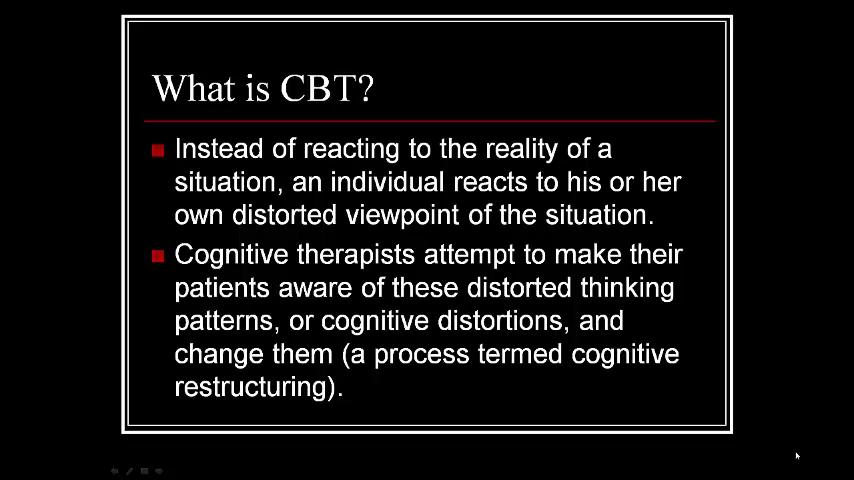 What is CBT?
Instead of reacting to the reality of a
situation, an individual reacts to his or her
own distorted viewpoint of the situation.
Cognitive therapists attempt to make their
patients aware of these distorted thinking
patterns, or cognitive distortions, and
change them (a process termed cognitive
restructuring).